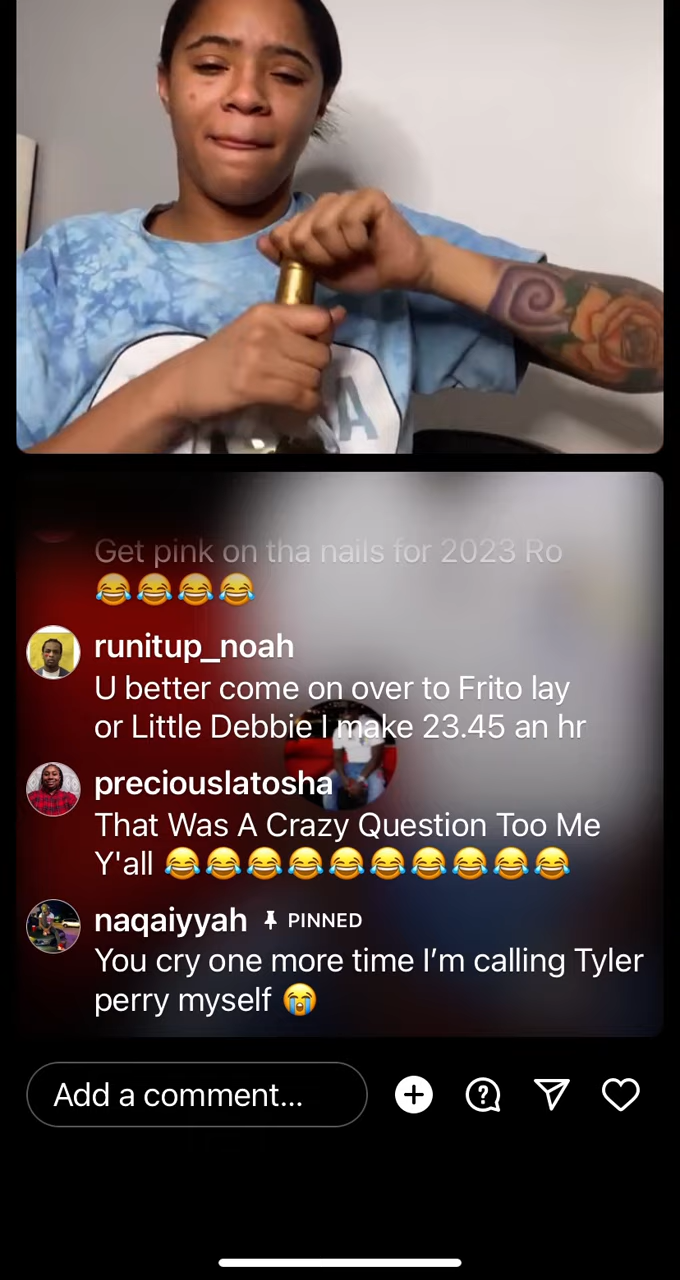 A
Get pink on tha nails for 2023 Ro
😂😂😂😂
runitup_noah
U better come on over to Frito lay
or Little Debbie I make 23.45 an hr
preciouslatosha
That Was A Crazy Question Too Me
Y'all 😂😂😂😂😂😂😂😂😂😂
naqaiyyah PINNED
You cry one more time I’m calling Tyler
perry myself 😭
Add a comment...